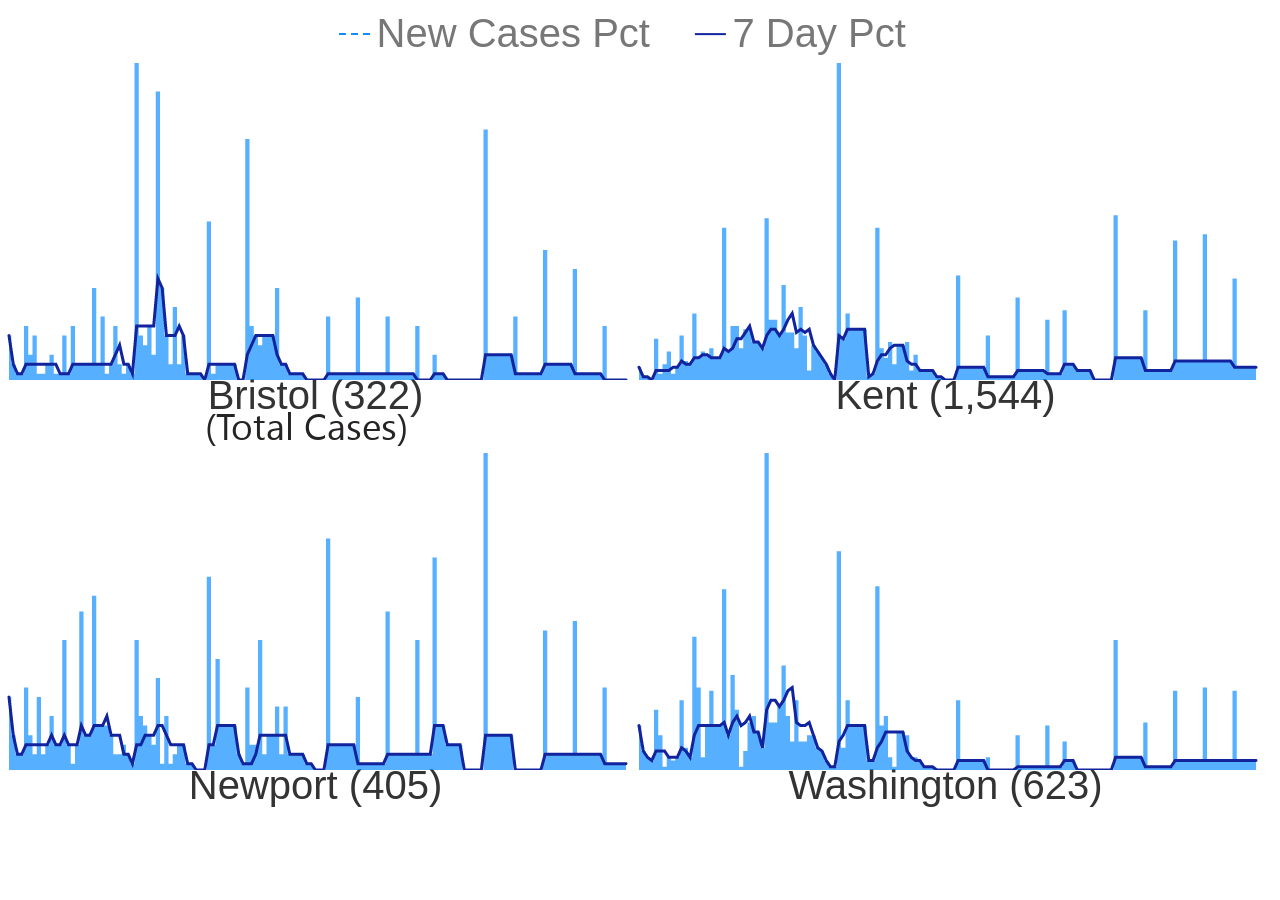 New Cases Pct 7 Day Pct
Bristol (322) Kent (1,544)
(Total Cases)
Newport (405) Washington (623)